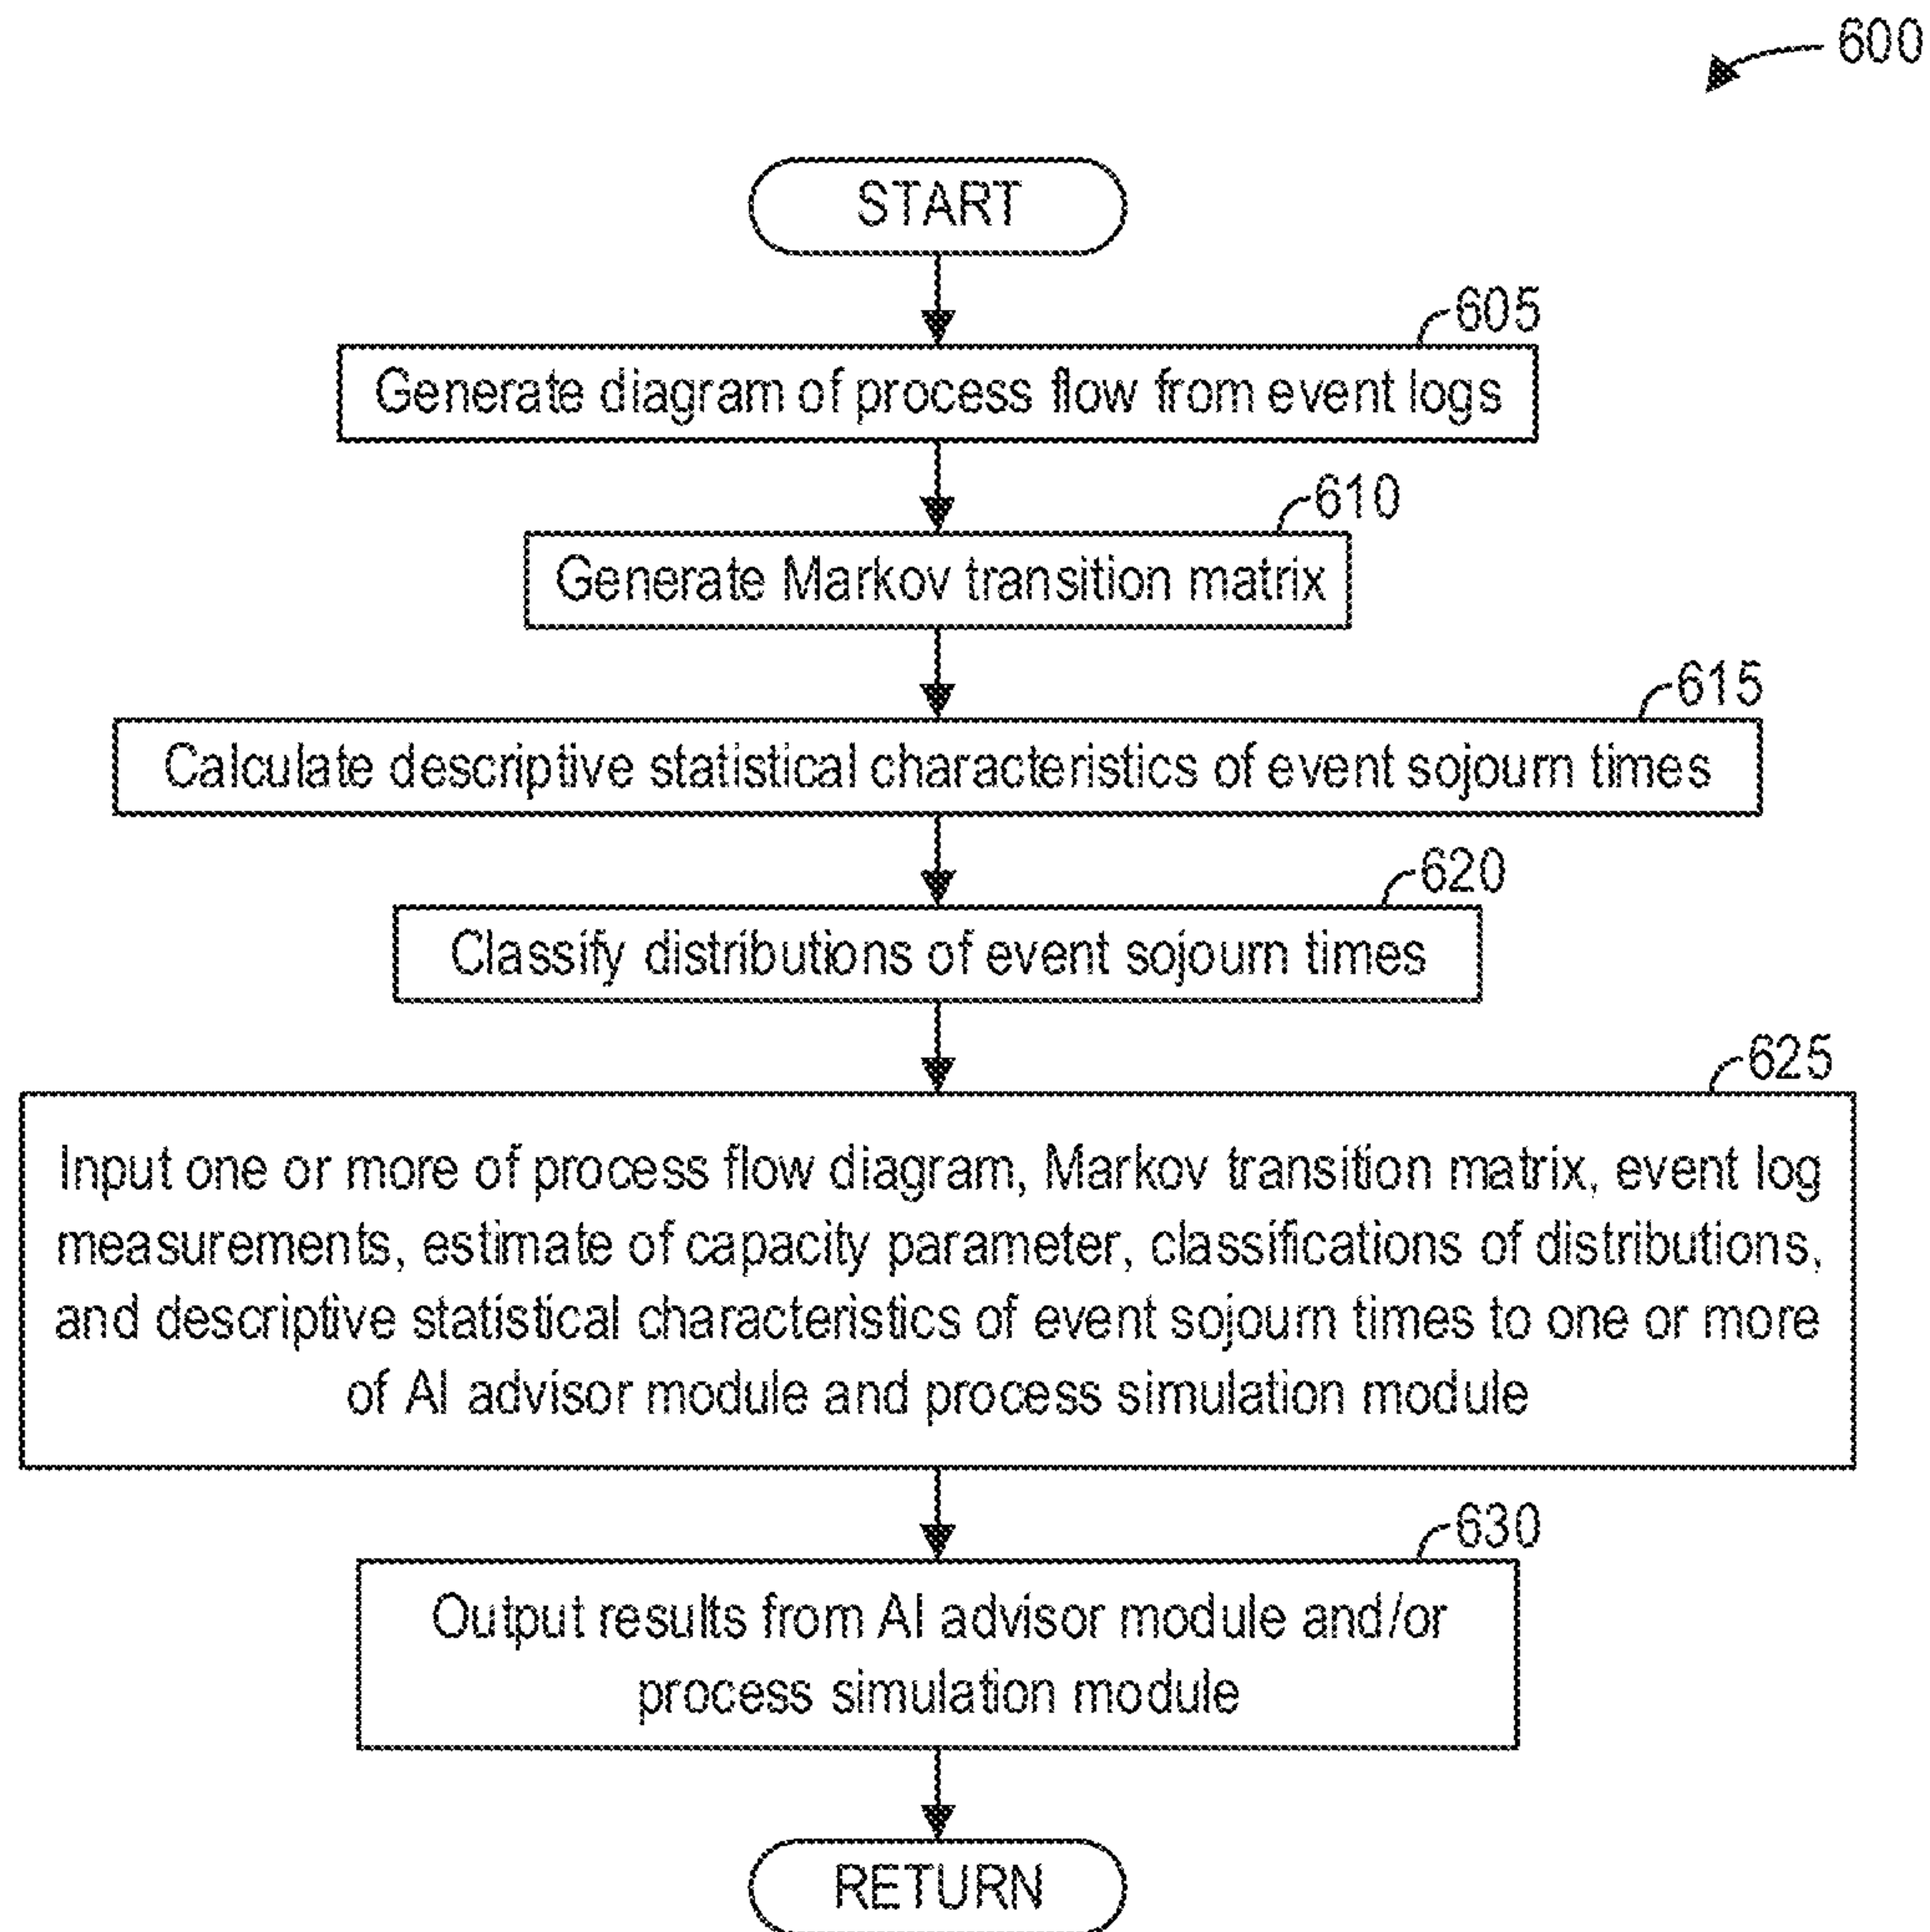 600
START
605
Generate diagram of process flow from event logs
610
Generate Markov transition matrix
615
Calculate descriptive statistical characteristics of event sojourn times
620
Classify distributions of event sojourn times
625
Input one or more of process flow diagram, Markov transition matrix, event log
measurements, estimate of capacity parameter, classifications of distributions,
and descriptive statistical characteristics of event sojourn times to one or more
of AI advisor module and process simulation module
630
Output results from AI advisor module and/or
process simulation module
RETURN